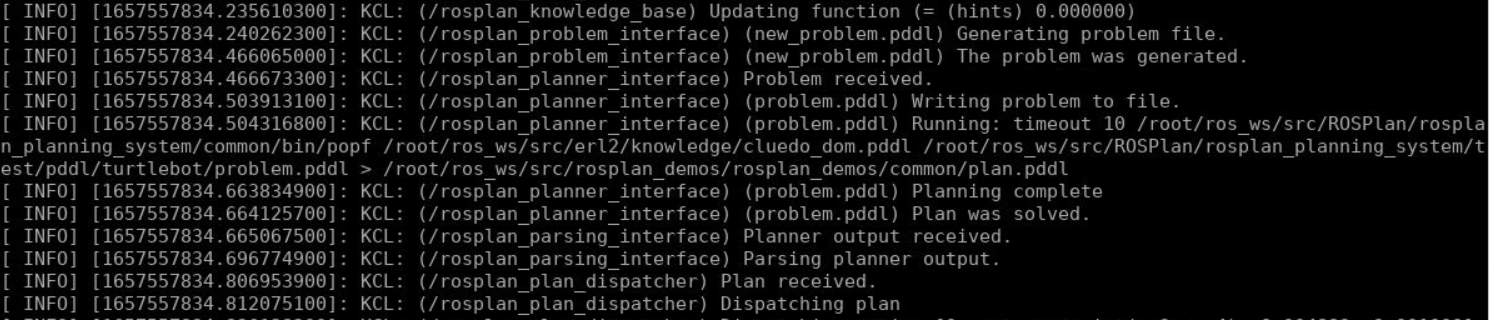 [ INFO] [1657557834.235610300]: KCL: (/rosplan_knowledge_base) Updating function (= (hints) 0.000000)
[ INFO] [1657557834.240262300]: KCL: (/rosplan_problem_interface) (new_problem.pddl) Generating problem file.
[ INFO] [1657557834.466065000]: KCL: (/rosplan_problem_interface) (new_problem.pddl) The problem was generated.
[ INFO] [1657557834.466673300]: KCL: (/rosplan_planner_interface) Problem received.
[ INFO] [1657557834.503913100]: KCL: (/rosplan_planner_interface) (problem.pddl) Writing problem to file.
[ INFO] [1657557834.504316800]: KCL: (/rosplan_planner_interface) (problem.pddl) Running: timeout 10 /root/ros_ws/src/ROSPlan/rospla
n_planning_system/common/bin/popf /root/ros_ws/src/erl2/knowledge/cluedo_dom.pddl /root/ros_ws/src/ROSPlan/rosplan_planning_system/t
est/pddl/turtlebot/problem.pddl > /root/ros_ws/src/rosplan_demos/rosplan_demos/common/plan.pddl
[ INFO] [1657557834.663834900]: KCL: (/rosplan_planner_interface) (problem.pddl) Planning complete
[ INFO] [1657557834.664125700]: KCL: (/rosplan_planner_interface) (problem.pddl) Plan was solved.
[ INFO] [1657557834.665067500]: KCL: (/rosplan_parsing_interface) Planner output received.
[ INFO] [1657557834.696774900]: KCL: (/rosplan_parsing_interface) Parsing planner output.
[ INFO] [1657557834.806953900]: KCL: (/rosplan_plan_dispatcher) Plan received.
[ INFO] [1657557834.812075100]: KCL: (/rosplan_plan_dispatcher) Dispatching plan